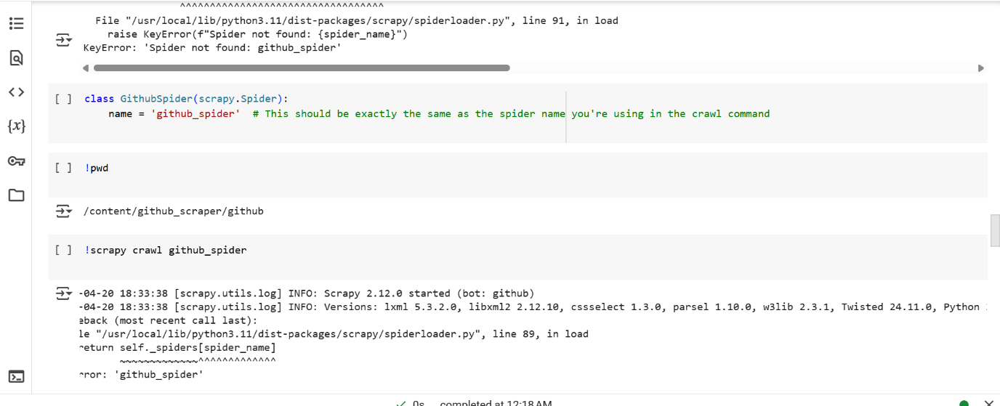 ^^^^^^^^^^^^^^^^^^^^^^^^^^^^^^^^^^
File "/usr/local/lib/python3.11/dist-packages/scrapy/spiderloader.py", line 91, in load
raise KeyError(f"Spider not found: {spider_name}")
KeyError: 'Spider not found: github_spider'
[ ] class GithubSpider(scrapy.Spider):
name = 'github_spider'  # This should be exactly the same as the spider name you're using in the crawl command
[ ] !pwd
/content/github_scraper/github
[ ] !scrapy crawl github_spider
-04-20 18:33:38 [scrapy.utils.log] INFO: Scrapy 2.12.0 started (bot: github)
-04-20 18:33:38 [scrapy.utils.log] INFO: Versions: lxml 5.3.2.0, libxml2 2.12.10, cssselect 1.3.0, parsel 1.10.0, w3lib 2.3.1, Twisted 24.11.0, Python
eback (most recent call last):
le "/usr/local/lib/python3.11/dist-packages/scrapy/spiderloader.py", line 89, in load
return self._spiders[spider_name]
~~~~~~~~~~~~~^^^^^^^^^^^^^
rror: 'github_spider'
0s completed at 12:18 AM